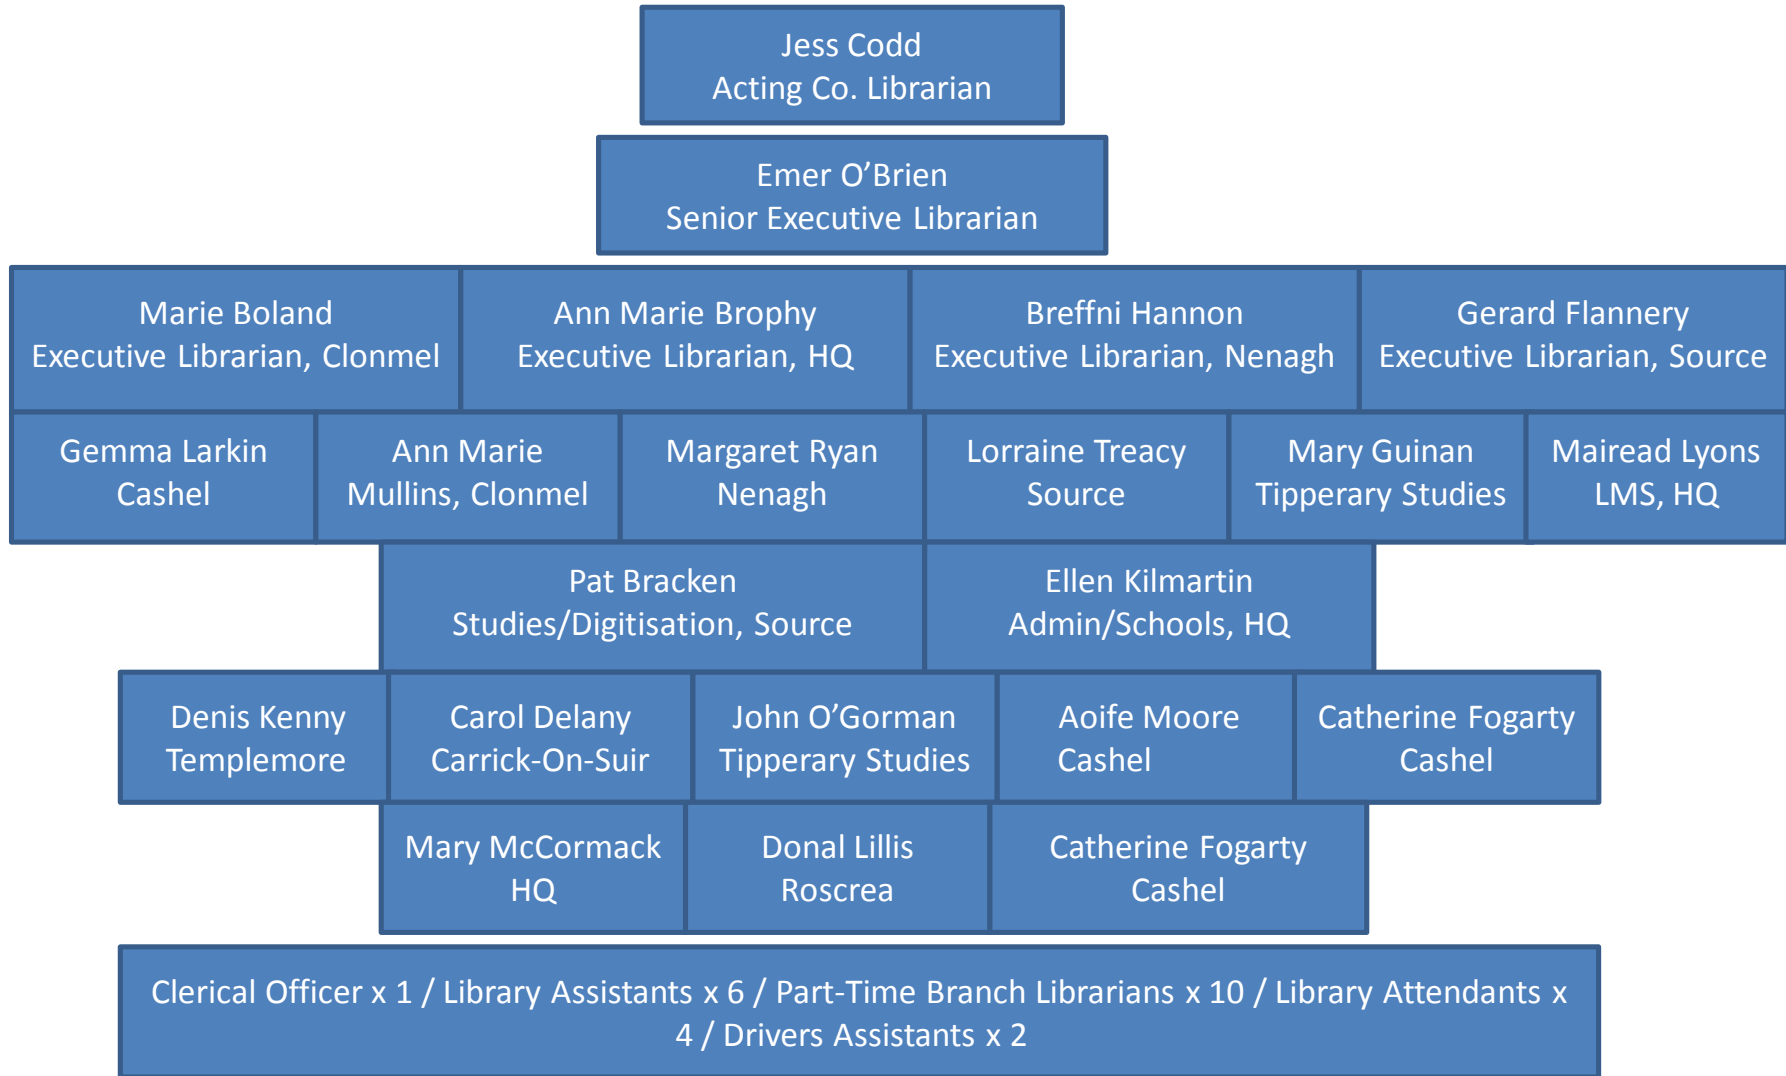 Jess Codd
Acting Co. Librarian
Emer O’Brien
Senior Executive Librarian
Marie Boland
Executive Librarian, Clonmel
Ann Marie Brophy
Executive Librarian, HQ
Breffni Hannon
Executive Librarian, Nenagh
Gerard Flannery
Executive Librarian, Source
Gemma Larkin
Cashel
Ann Marie
Mullins, Clonmel
Margaret Ryan
Nenagh
Lorraine Treacy
Source
Mary Guinan
Tipperary Studies
Mairead Lyons
LMS, HQ
Pat Bracken
Studies/Digitisation, Source
Ellen Kilmartin
Admin/Schools, HQ
Denis Kenny
Templemore
Carol Delany
Carrick-On-Suir
John O’Gorman
Tipperary Studies
Aoife Moore
Cashel
Catherine Fogarty
Cashel
Mary McCormack
HQ
Donal Lillis
Roscrea
Catherine Fogarty
Cashel
Clerical Officer x 1 / Library Assistants x 6 / Part-Time Branch Librarians x 10 / Library Attendants x
4 / Drivers Assistants x 2